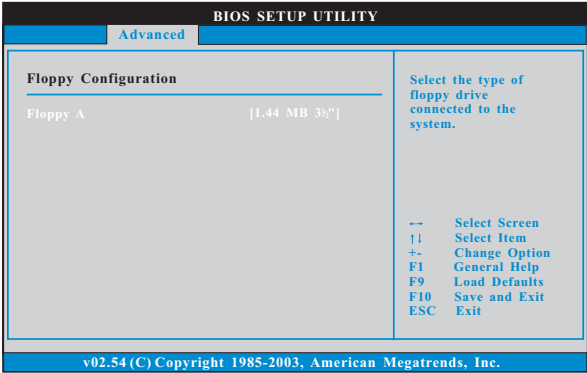 BIOS SETUP UTILITY
Advanced
Floppy Configuration
Floppy A [1.44 MB 3½"]
Select the type of
floppy drive
connected to the
system.
←→ Select Screen
↑↓ Select Item
+- Change Option
F1 General Help
F9 Load Defaults
F10 Save and Exit
ESC Exit
v02.54 (C) Copyright 1985-2003, American Megatrends, Inc.